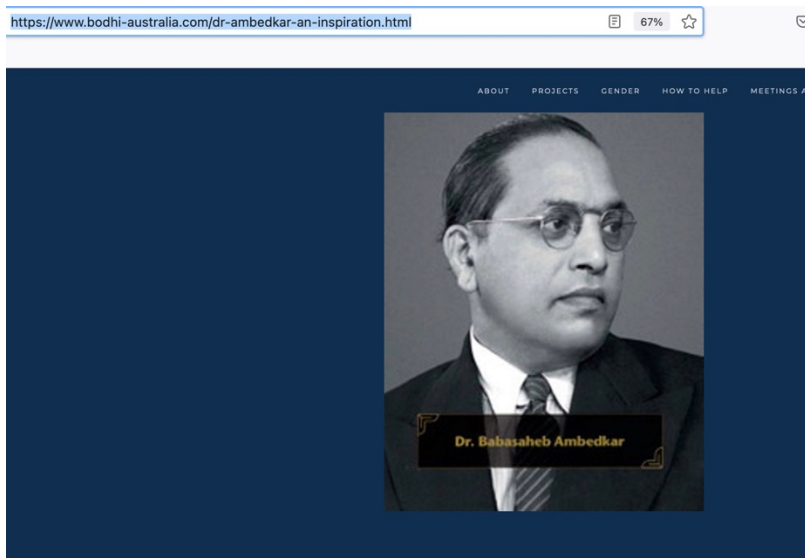 https://www.bodhi-australia.com/dr-ambedkar-an-inspiration.html 67%
ABOUT PROJECTS GENDER HOW TO HELP MEETINGS
Dr. Babasaheb Ambedkar